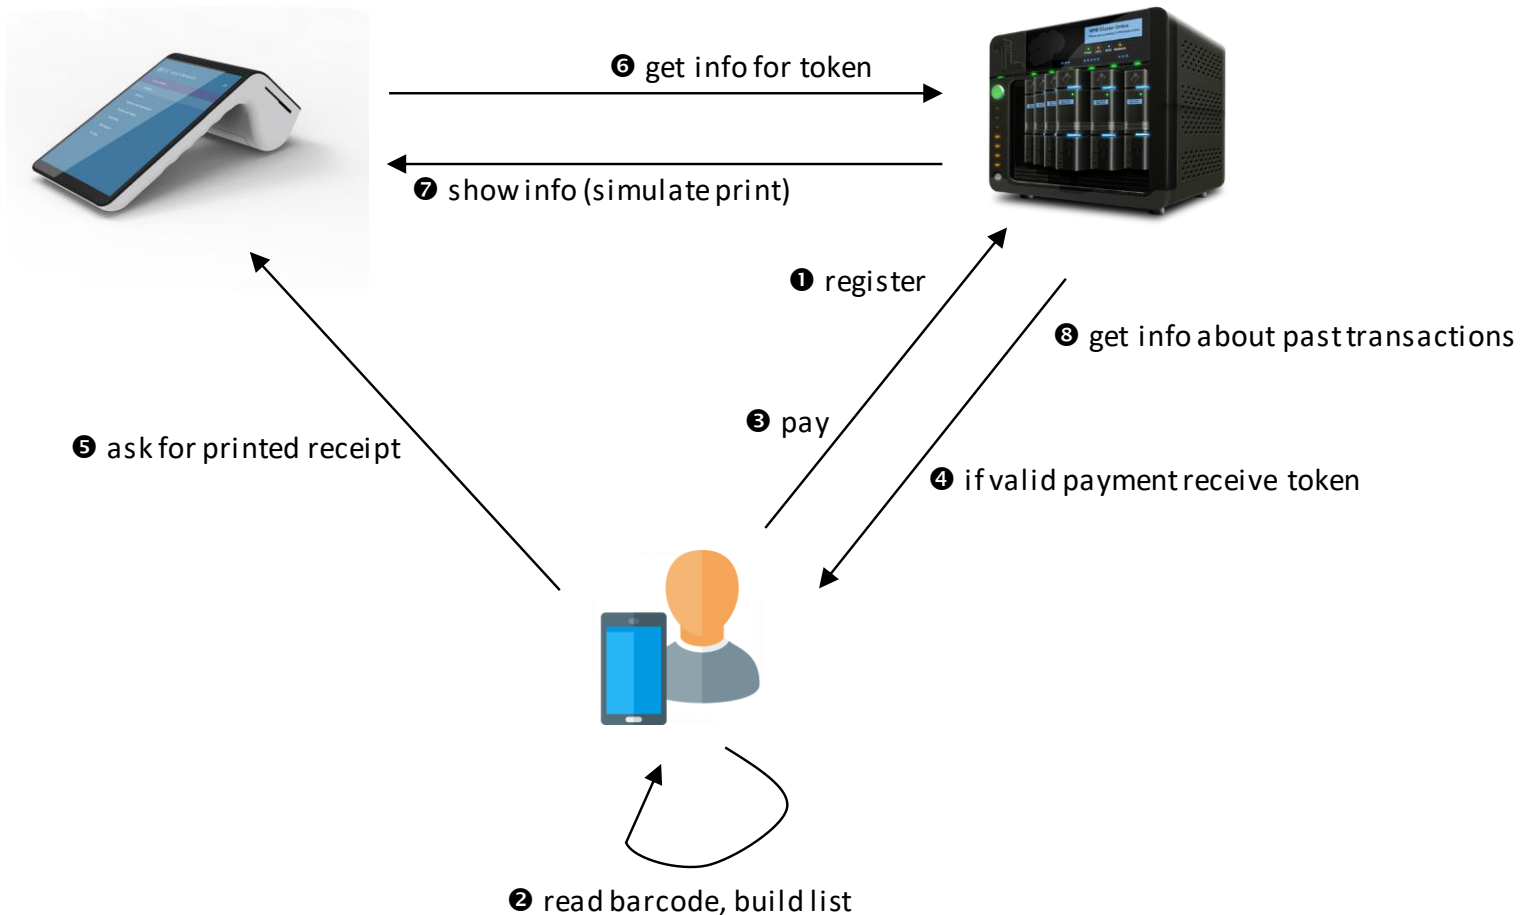 ❻ get info for token
❼ show info (simulate print)
❶ register
❽ get info about past transactions
❸ pay
❺ ask for printed receipt
❹ if valid payment receive token
❷ read barcode, build list